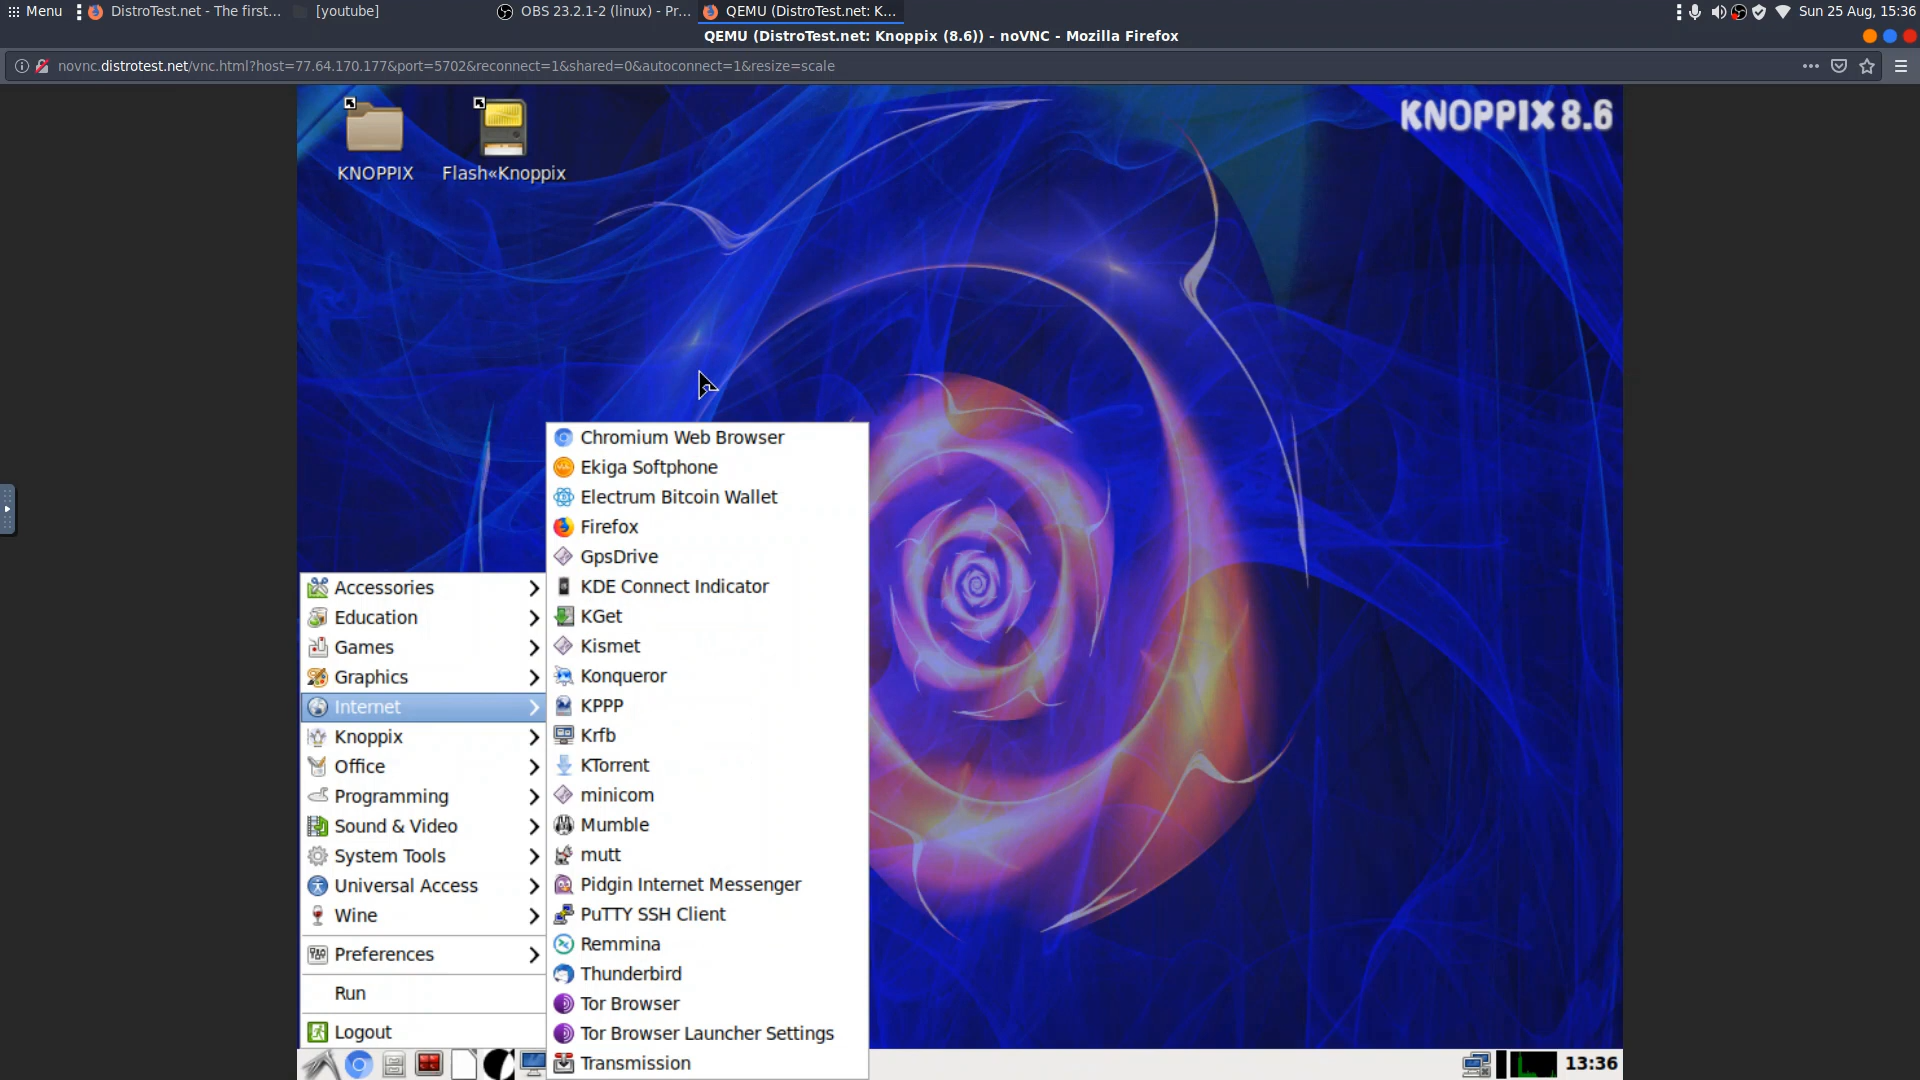 Menu
DistroTest.net - The first...
[youtube]
OBS 23.2.1-2 (linux) - Pr...
QEMU (DistroTest.net: K...
Sun 25 Aug, 15:36
QEMU (DistroTest.net: Knoppix (8.6)) - noVNC - Mozilla Firefox
novnc.distrotest.net/vnc.html?host=77.64.170.177&port=5702&reconnect=1&shared=0&autoconnect=1&resize=scale
KNOPPIX 8.6
KNOPPIX
Flash«Knoppix
Accessories
Education
Games
Graphics
Internet
Knoppix
Office
Programming
Sound & Video
System Tools
Universal Access
Wine
Preferences
Run
Logout
Chromium Web Browser
Ekiga Softphone
Electrum Bitcoin Wallet
Firefox
GpsDrive
KDE Connect Indicator
KGet
Kismet
Konqueror
KPPP
Krfb
KTorrent
minicom
Mumble
mutt
Pidgin Internet Messenger
PuTTY SSH Client
Remmina
Thunderbird
Tor Browser
Tor Browser Launcher Settings
Transmission
13:36